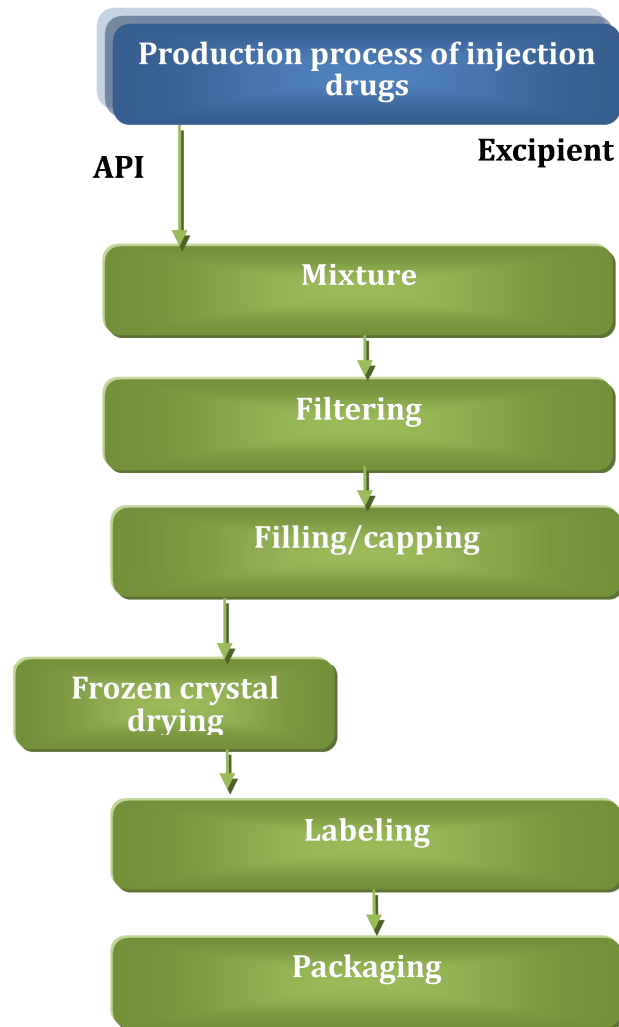 Production process of injection
drugs
API
Excipient
Mixture
Filtering
Filling/capping
Frozen crystal
drying
Labeling
Packaging